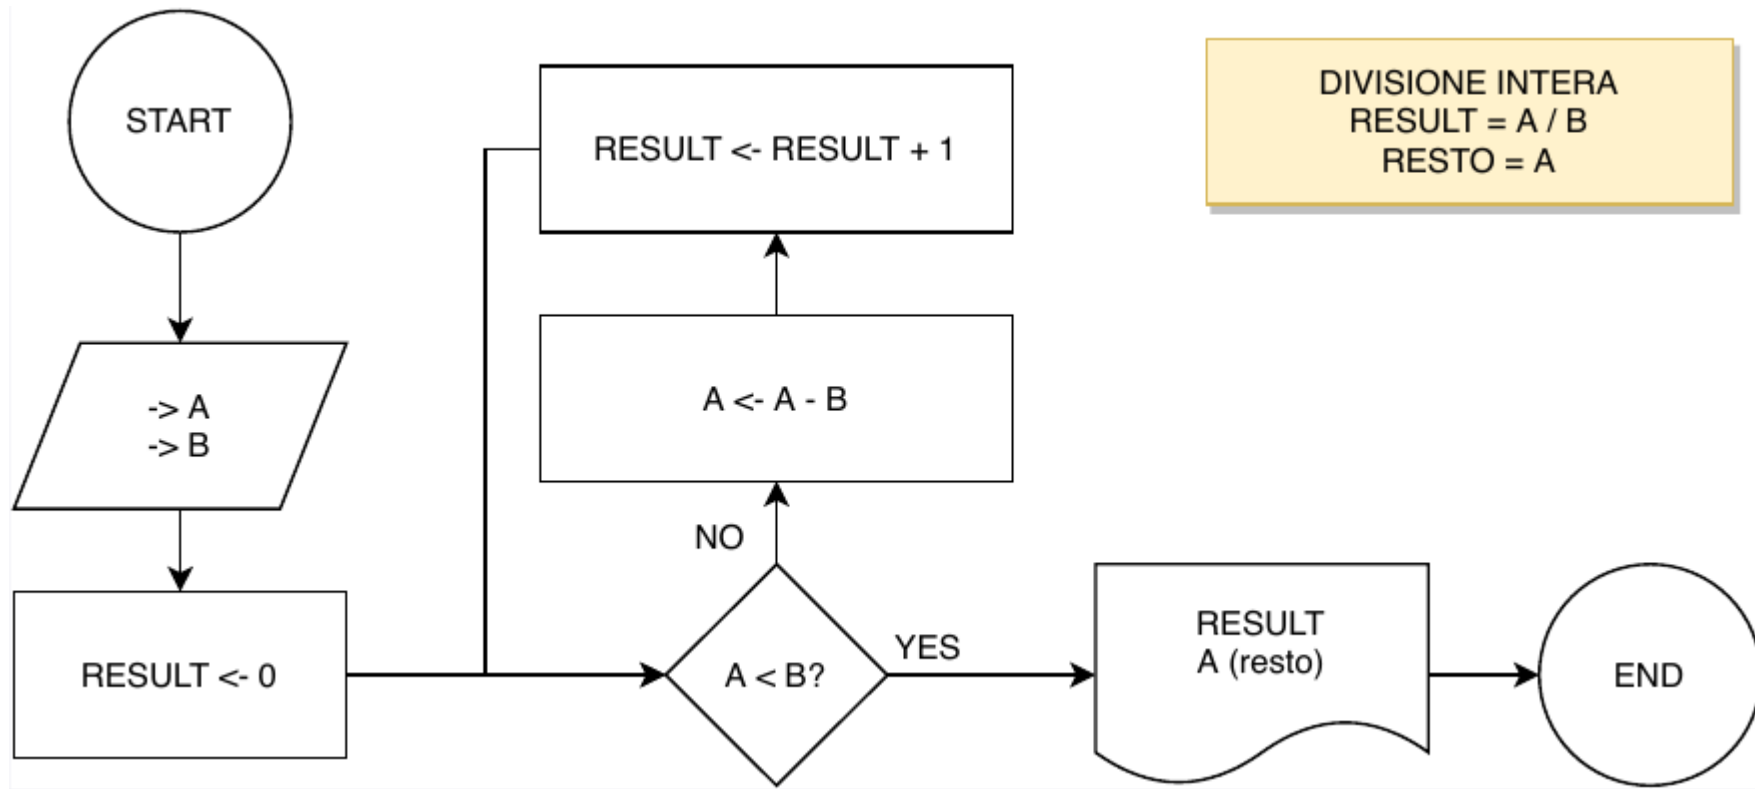 START
-> A
-> B
RESULT <- 0
RESULT <- RESULT + 1
A <- A - B
NO
A < B?
YES
RESULT
A (resto)
END
DIVISIONE INTERA
RESULT = A / B
RESTO = A